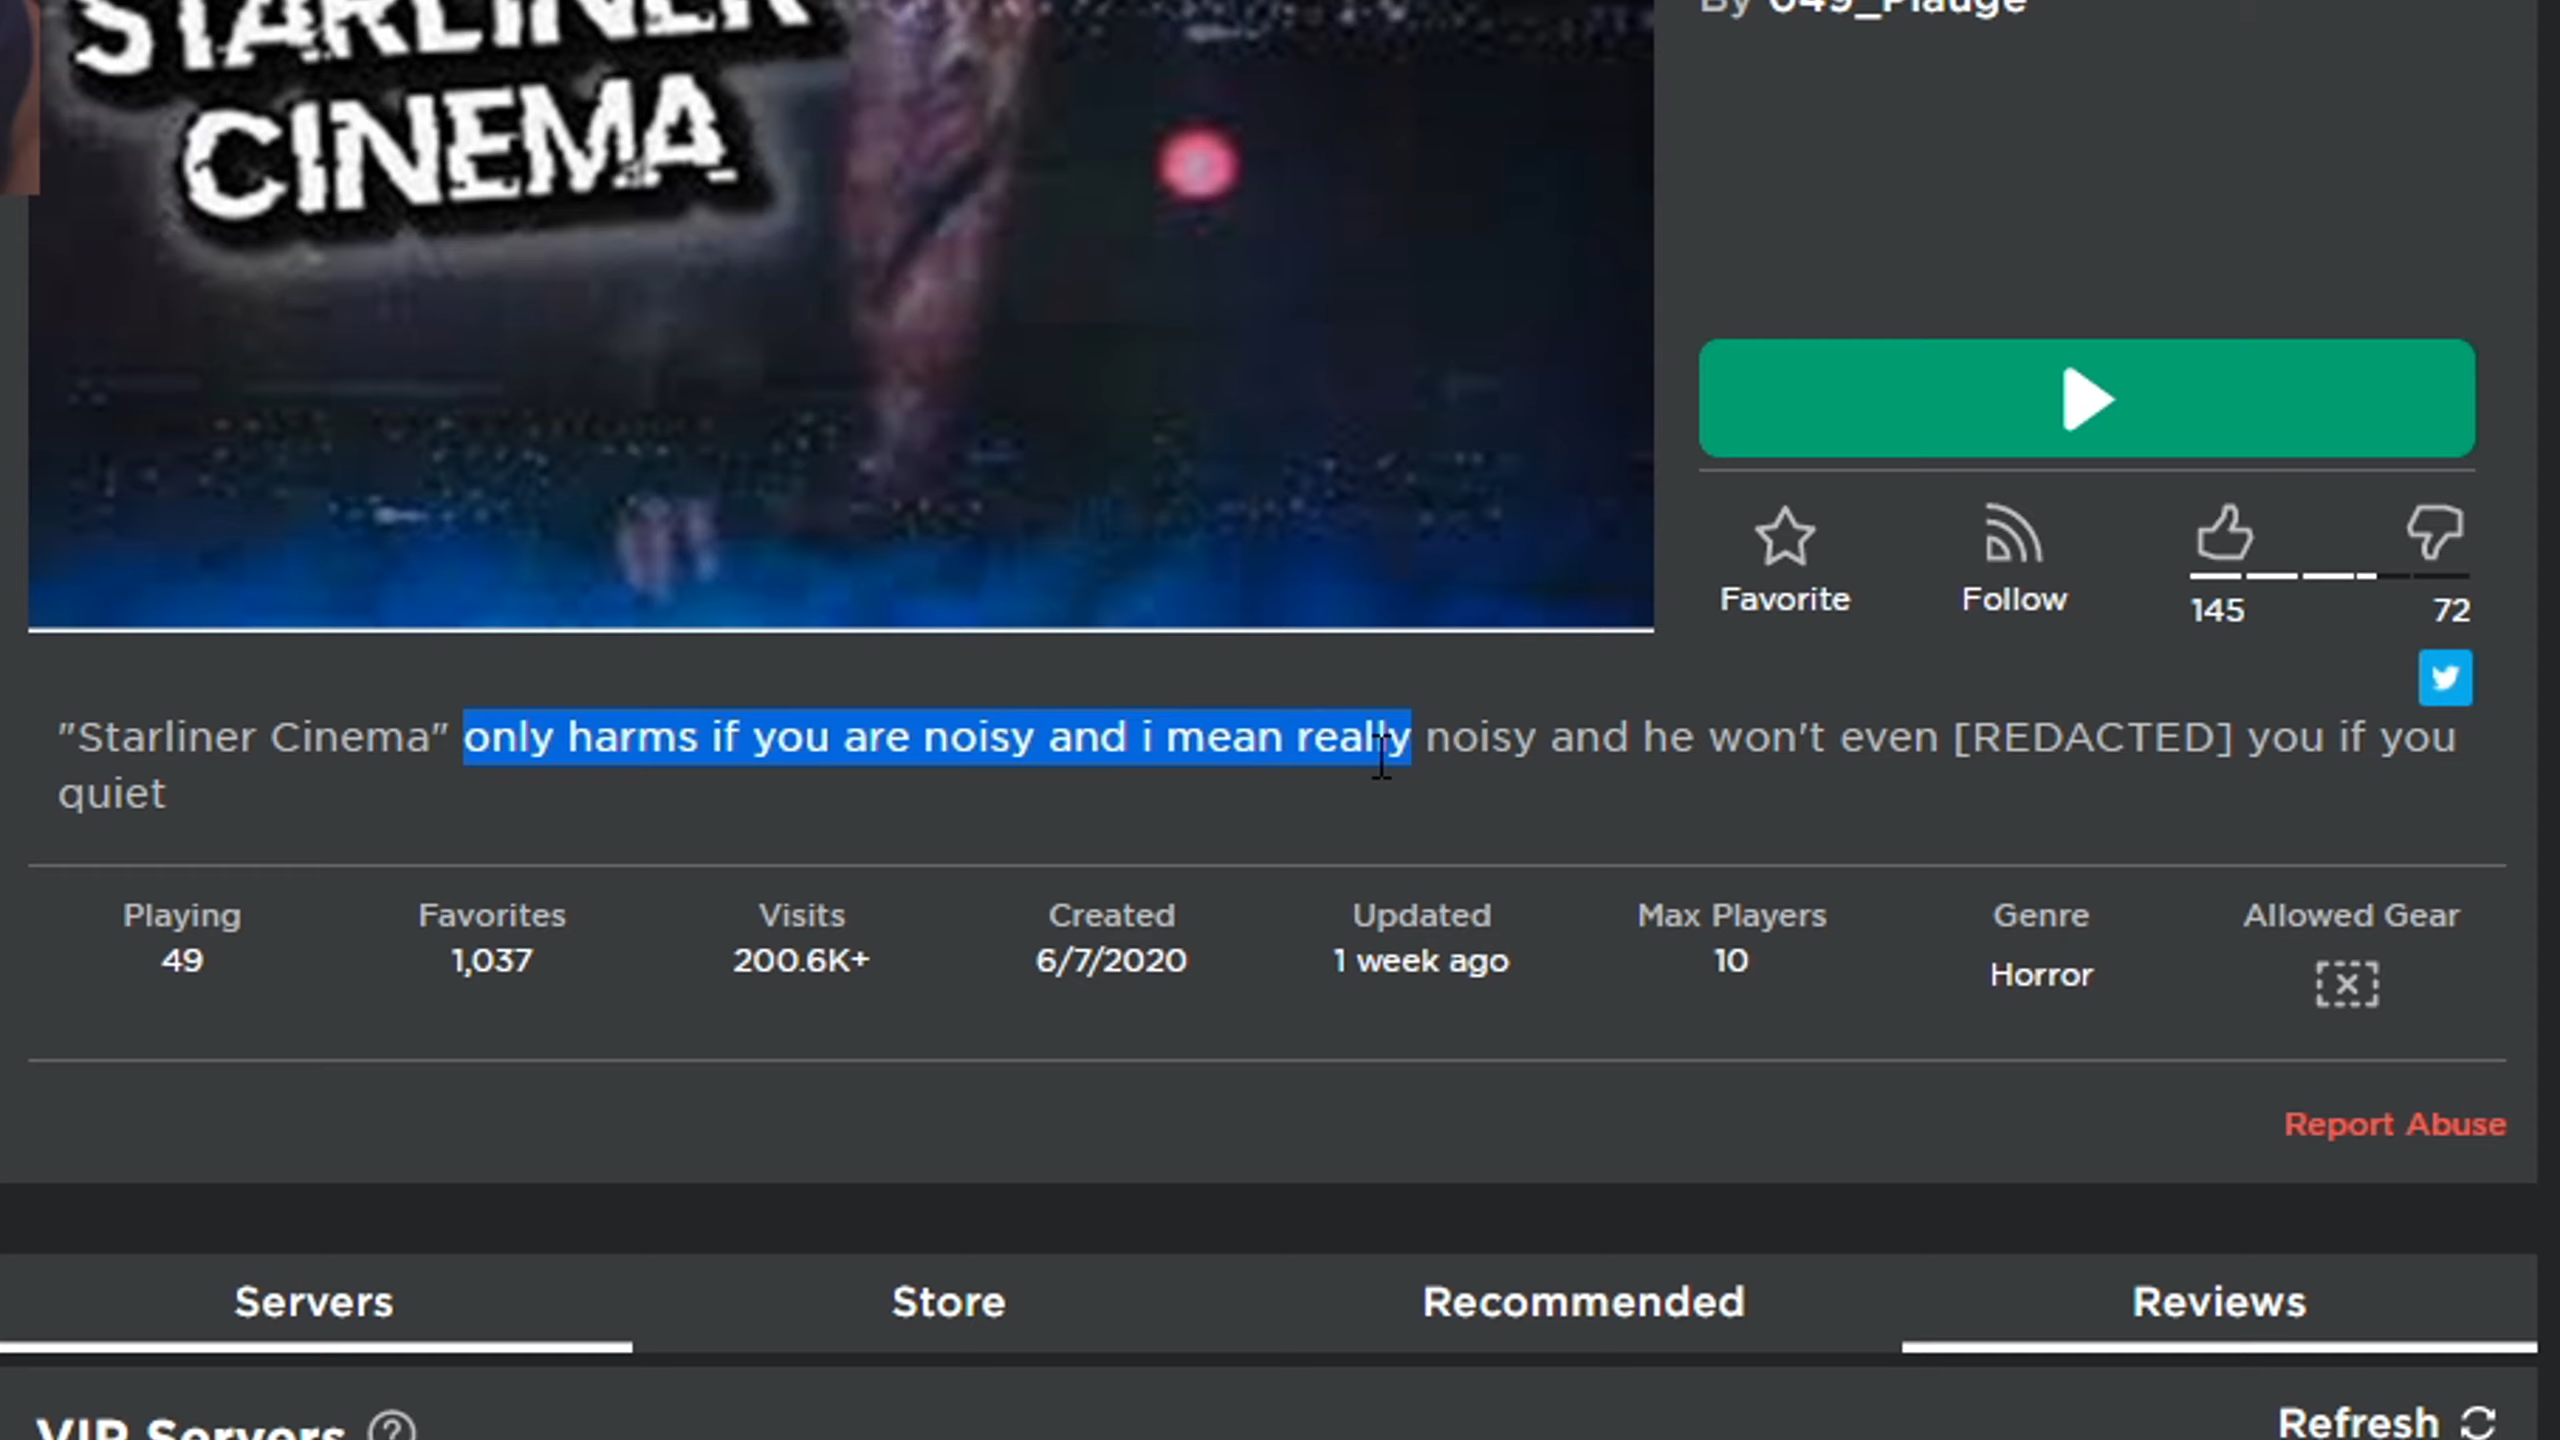 STARLINER
CINEMA
By 049_Plauge
Favorite
Follow
145
72
"Starliner Cinema" only harms if you are noisy and i mean really noisy and he won't even [REDACTED] you if you
quiet
Playing
Favorites
Visits
Created
Updated
Max Players
Genre
Allowed Gear
49
1,037
200.6K+
6/7/2020
1 week ago
10
Horror
Report Abuse
Servers
Store
Recommended
Reviews
VIP Servers
Refresh